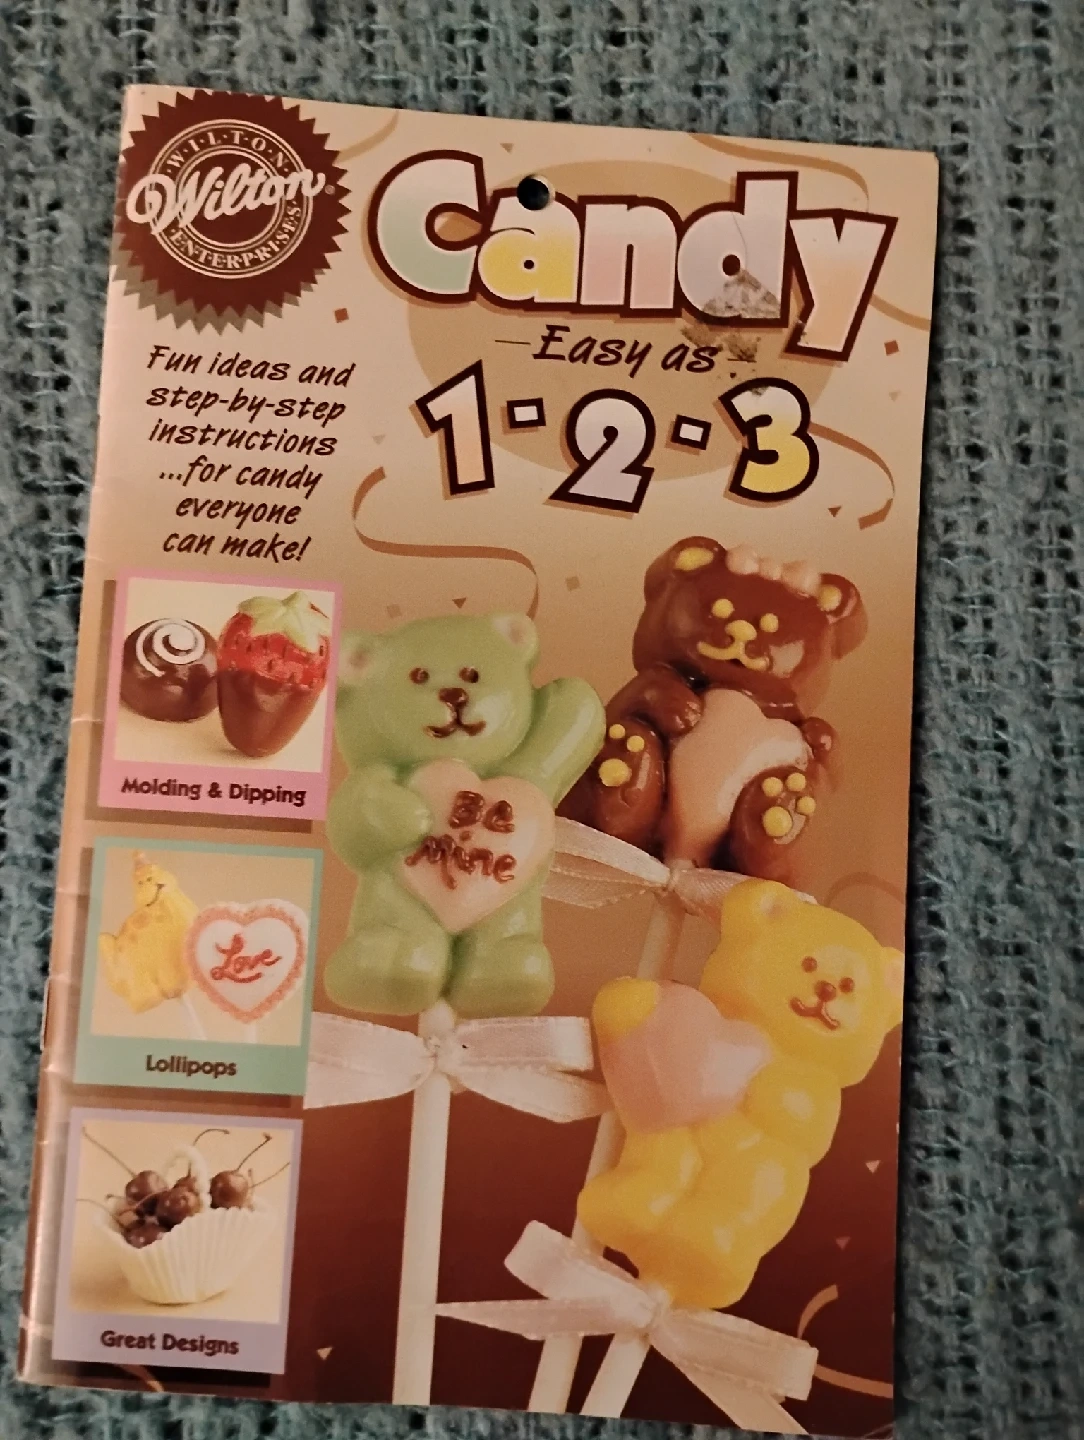 WILTON
Wilton®
ENTERPRISES
Candy
Easy as
1·2·3
Fun ideas and
step-by-step
instructions
...for candy
everyone
can make!
Molding & Dipping
Be
Mine
Love
Lollipops
Great Designs